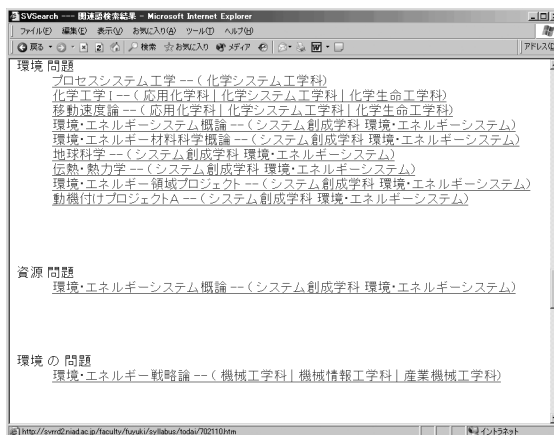 SVSearch --- 関連語検索結果 - Microsoft Internet Explorer
ファイル(F) 編集(E) 表示(V) お気に入り(A) ツール(T) ヘルプ(H)
戻る 検索 お気に入り メディア アドレス(D)
環境 問題
プロセスシステム工学 --( 化学システム工学科)
化学工学 I --( 応用化学科 | 化学システム工学科 | 化学生命工学科)
移動速度論 --( 応用化学科 | 化学システム工学科 | 化学生命工学科)
環境・エネルギーシステム概論 --( システム創成学科 環境・エネルギーシステム)
環境・エネルギー材料科学概論 --( システム創成学科 環境・エネルギーシステム)
地球科学 --( システム創成学科 環境・エネルギーシステム)
伝熱・熱力学 --( システム創成学科 環境・エネルギーシステム)
環境・エネルギー領域プロジェクト --( システム創成学科 環境・エネルギーシステム)
動機付けプロジェクトA --( システム創成学科 環境・エネルギーシステム)
資源 問題
環境・エネルギーシステム概論 --( システム創成学科 環境・エネルギーシステム)
環境 の 問題
環境・エネルギー戦略論 --( 機械工学科 | 機械情報工学科 | 産業機械工学科)
http://svrrd2.niad.ac.jp/faculty/fuyuki/syllabus/todai/702110.htm イントラネット